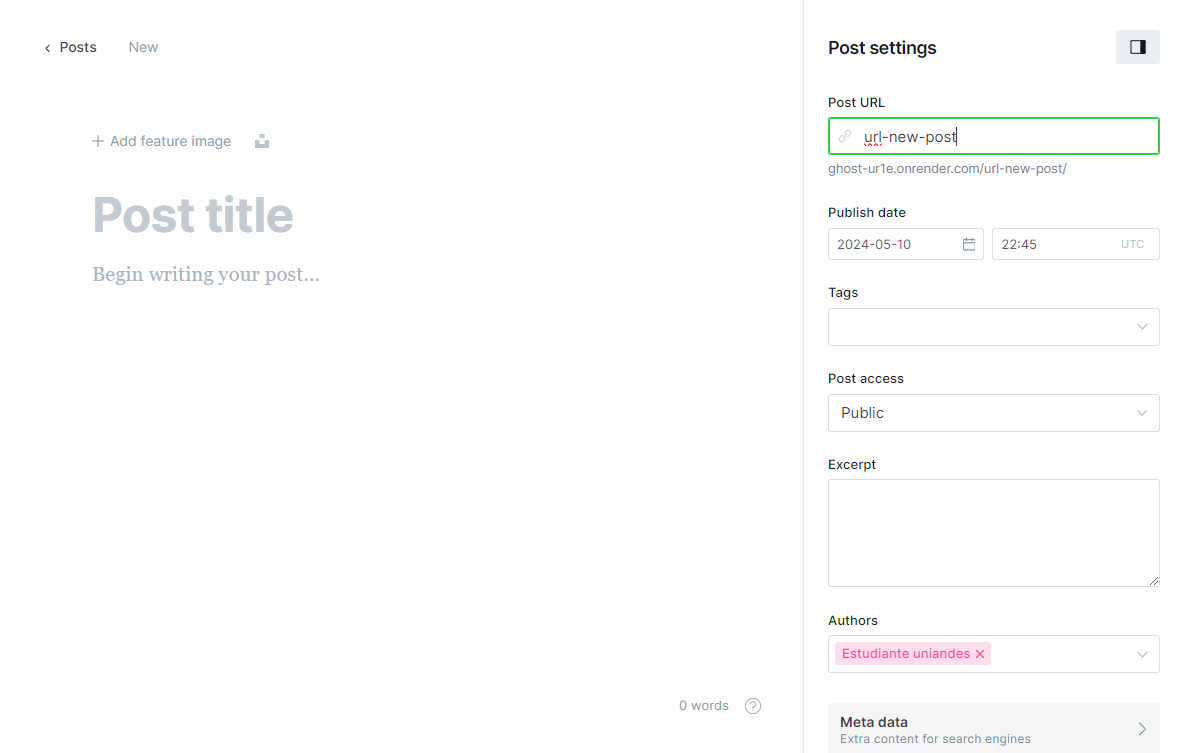 Posts New
Add feature image
Post title
Begin writing your post...
0 words
Post settings
Post URL
url-new-post
ghost-ur1e.onrender.com/url-new-post/
Publish date
2024-05-10 22:45 UTC
Tags
Post access
Public
Excerpt
Authors
Estudiante uniandes
Meta data
Extra content for search engines